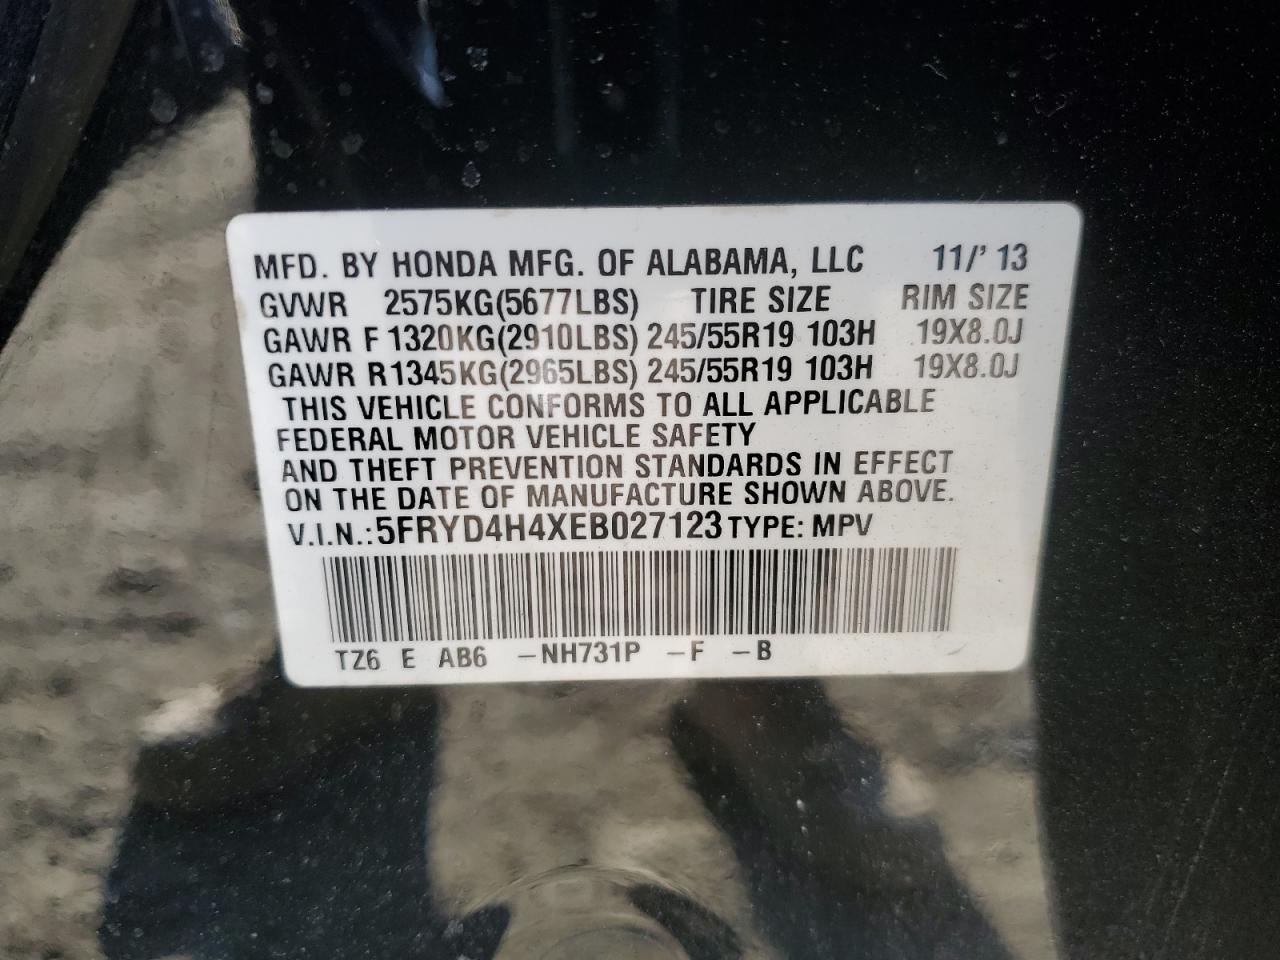 MFD. BY HONDA MFG. OF ALABAMA, LLC 11/' 13
GVWR 2575KG(5677LBS) TIRE SIZE RIM SIZE
GAWR F 1320KG(2910LBS) 245/55R19 103H 19X8.0J
GAWR R1345KG(2965LBS) 245/55R19 103H 19X8.0J
THIS VEHICLE CONFORMS TO ALL APPLICABLE
FEDERAL MOTOR VEHICLE SAFETY
AND THEFT PREVENTION STANDARDS IN EFFECT
ON THE DATE OF MANUFACTURE SHOWN ABOVE.
V.I.N.:5FRYD4H4XEB027123 TYPE: MPV
TZ6 E AB6 -NH731P -F -B